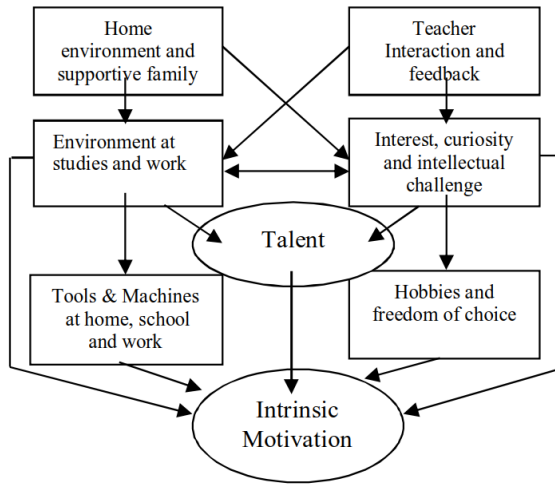 Home
environment and
supportive family
Teacher
Interaction and
feedback
Environment at
studies and work
Interest, curiosity
and intellectual
challenge
Talent
Tools & Machines
at home, school
and work
Hobbies and
freedom of choice
Intrinsic
Motivation